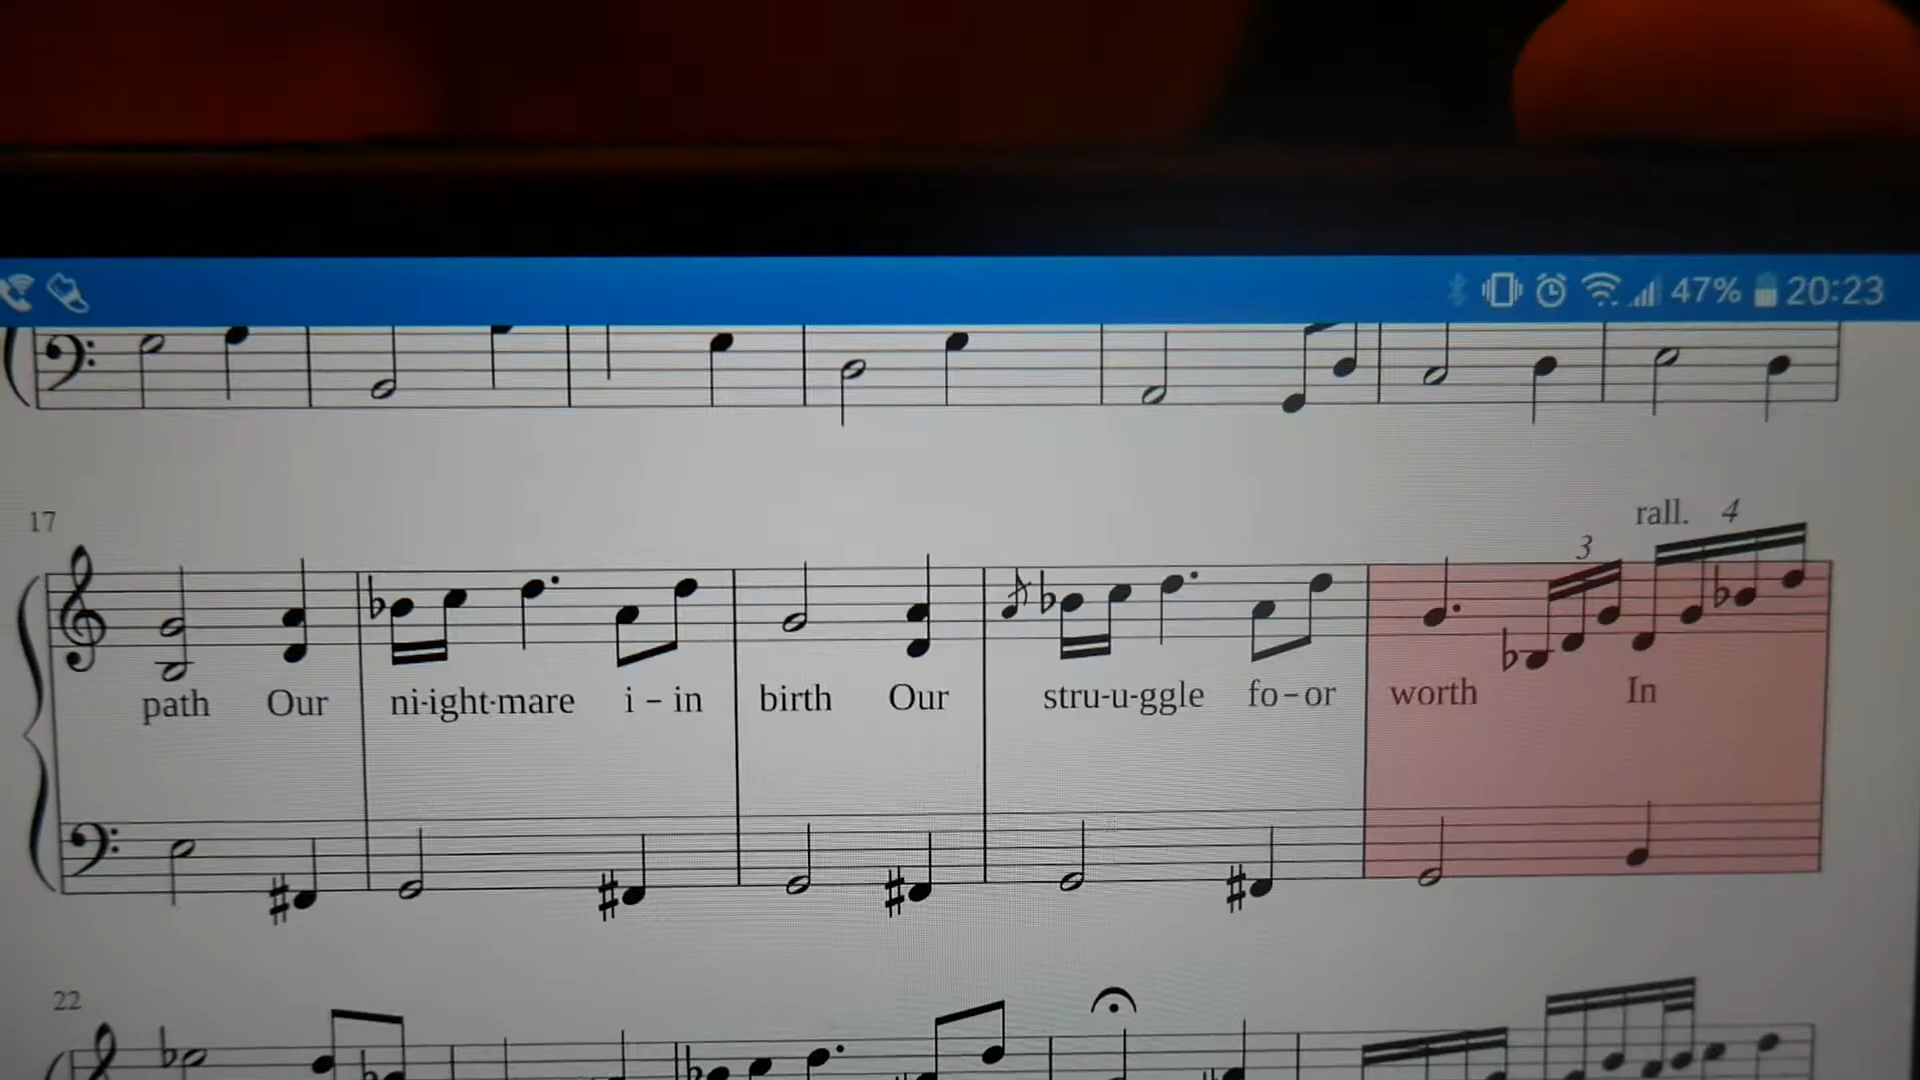 47% 20:23
17
rall. 4
3
path Our ni-ight-mare i-in birth Our stru-u-ggle fo-or worth In
22